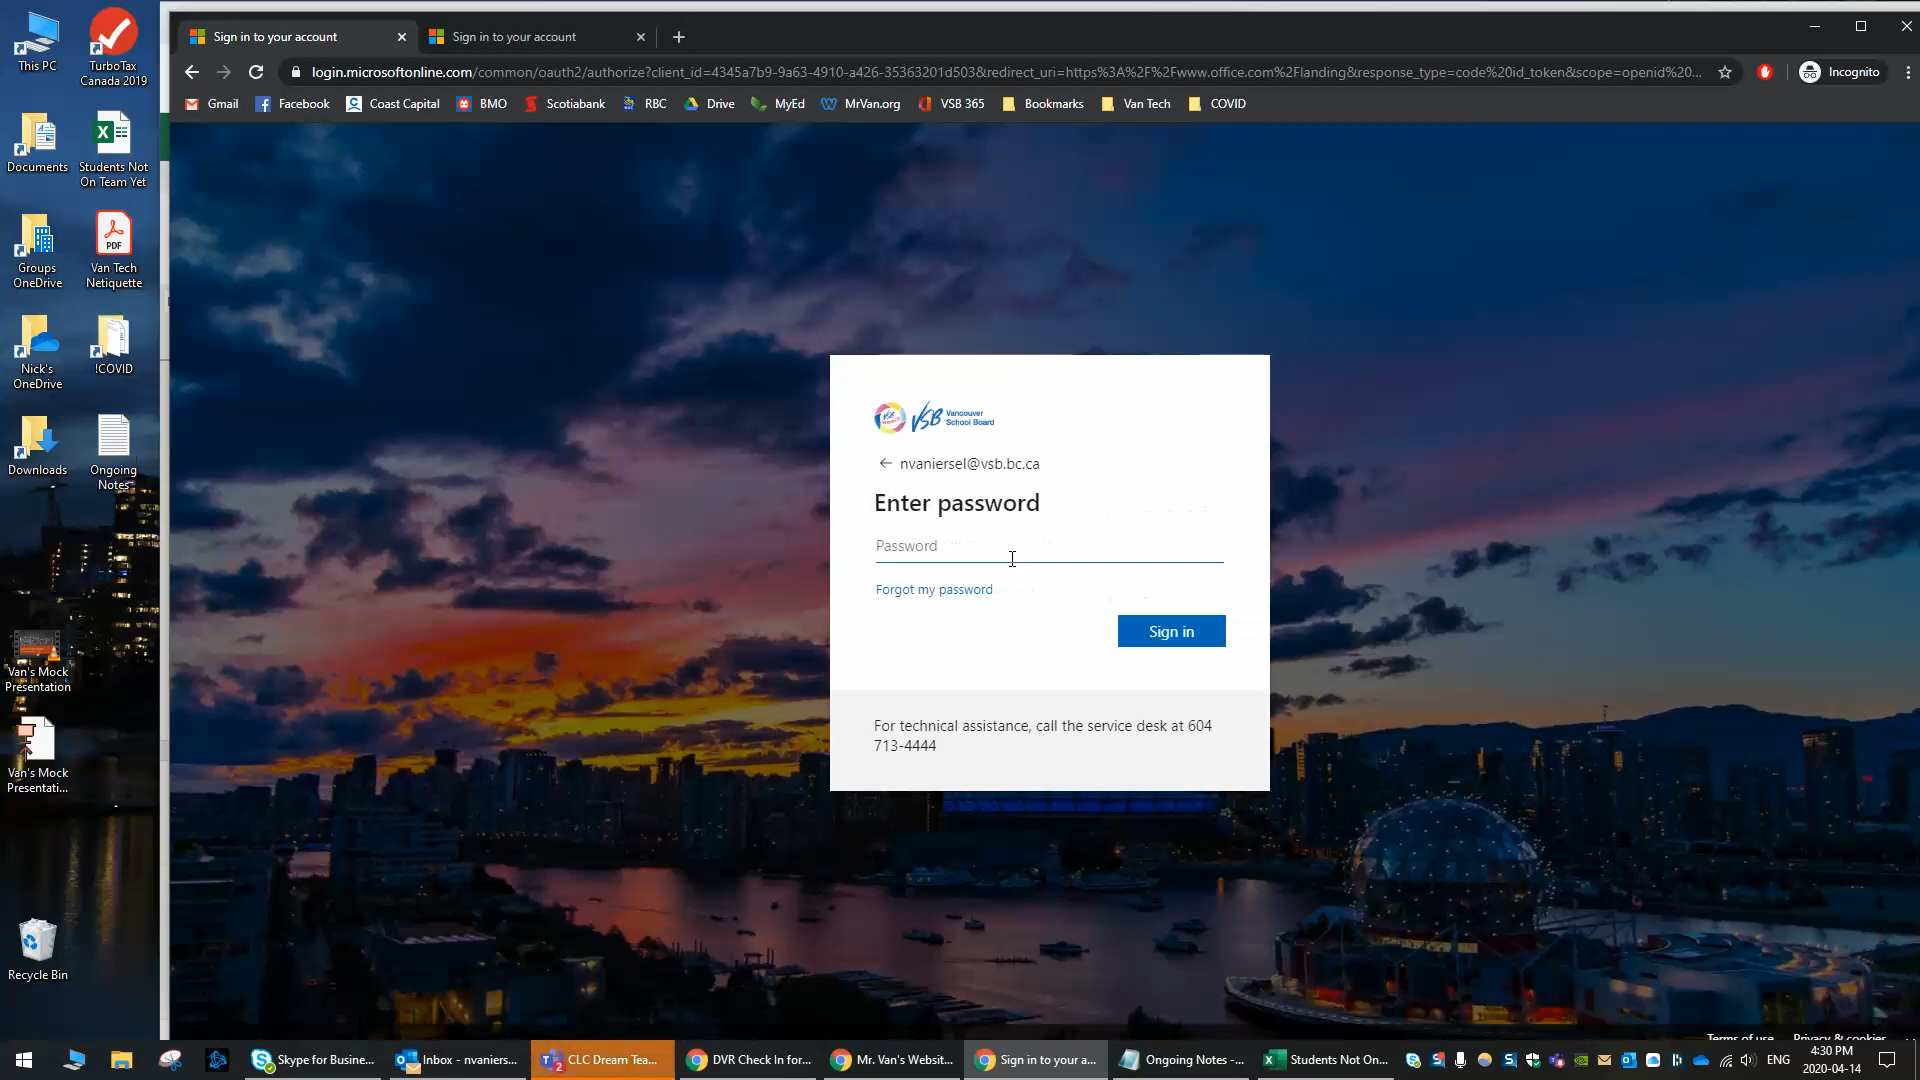 This PC
TurboTax
Canada 2019
Documents
Students Not
On Team Yet
Groups
OneDrive
Van Tech
Netiquette
Nick's
OneDrive
!COVID
Downloads
Ongoing
Notes
Van's Mock
Presentation
Van's Mock
Presentati...
Recycle Bin
Sign in to your account
Sign in to your account
login.microsoftonline.com/common/oauth2/authorize?client_id=4345a7b9-9a63-4910-a426-35363201d503&redirect_uri=https%3A%2F%2Fwww.office.com%2Flanding&response_type=code%20id_token&scope=openid%20...
Incognito
Gmail Facebook Coast Capital BMO Scotiabank RBC Drive MyEd MrVan.org VSB 365 Bookmarks Van Tech COVID
VSB Vancouver
School Board
nvaniersel@vsb.bc.ca
Enter password
Password
Forgot my password
Sign in
For technical assistance, call the service desk at 604
713-4444
Terms of use Privacy & cookies
Skype for Busine...
Inbox - nvaniers...
CLC Dream Tea...
DVR Check In for...
Mr. Van's Websit...
Sign in to your a...
Ongoing Notes -...
Students Not On...
ENG
4:30 PM
2020-04-14